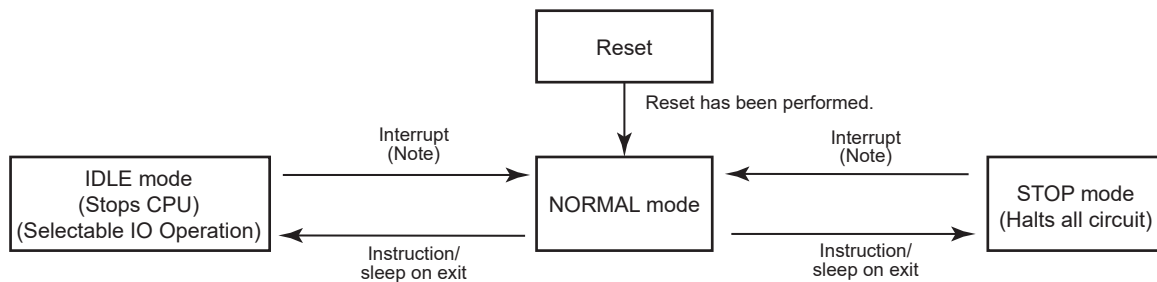 Reset
Reset has been performed.
Interrupt
(Note)
Interrupt
(Note)
IDLE mode
(Stops CPU)
(Selectable IO Operation)
NORMAL mode
STOP mode
(Halts all circuit)
Instruction/
sleep on exit
Instruction/
sleep on exit